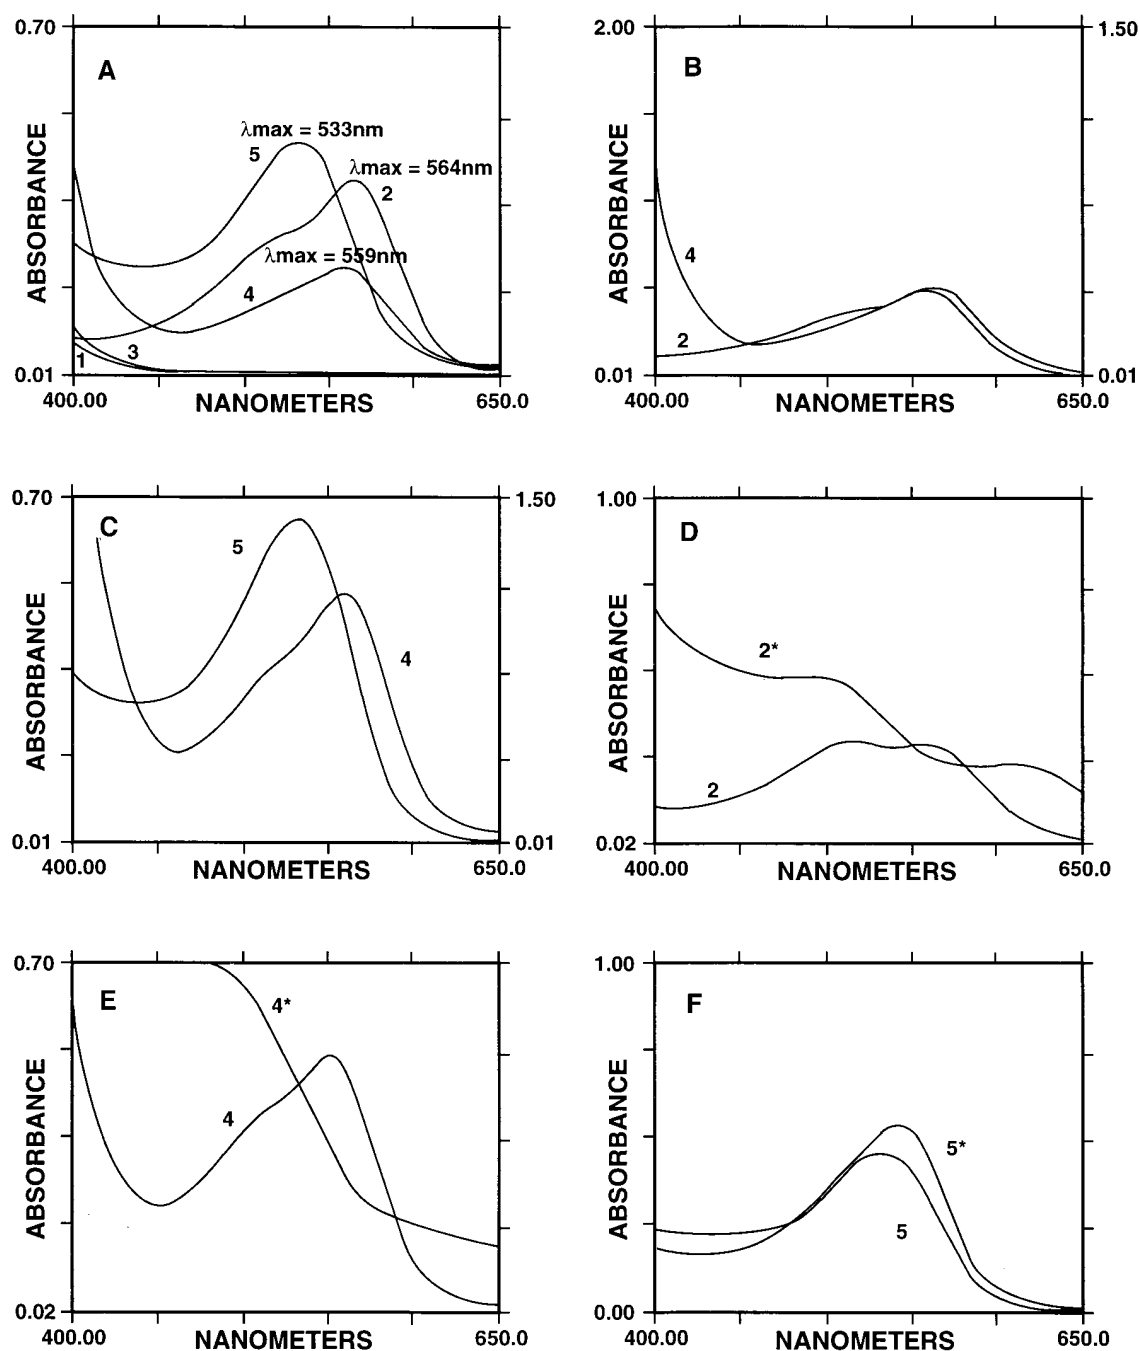 0.70
A
λmax = 533nm
5
λmax = 564nm
2
λmax = 559nm
4
3
1
ABSORBANCE
0.01
400.00
NANOMETERS
650.0
2.00
1.50
B
4
2
ABSORBANCE
0.01
0.01
400.00
NANOMETERS
650.0
0.70
1.50
C
5
4
ABSORBANCE
0.01
0.01
400.00
NANOMETERS
650.0
1.00
D
2*
2
ABSORBANCE
0.02
400.00
NANOMETERS
650.0
0.70
E
4*
4
ABSORBANCE
0.02
400.00
NANOMETERS
650.0
1.00
F
5*
5
ABSORBANCE
0.00
400.00
NANOMETERS
650.0